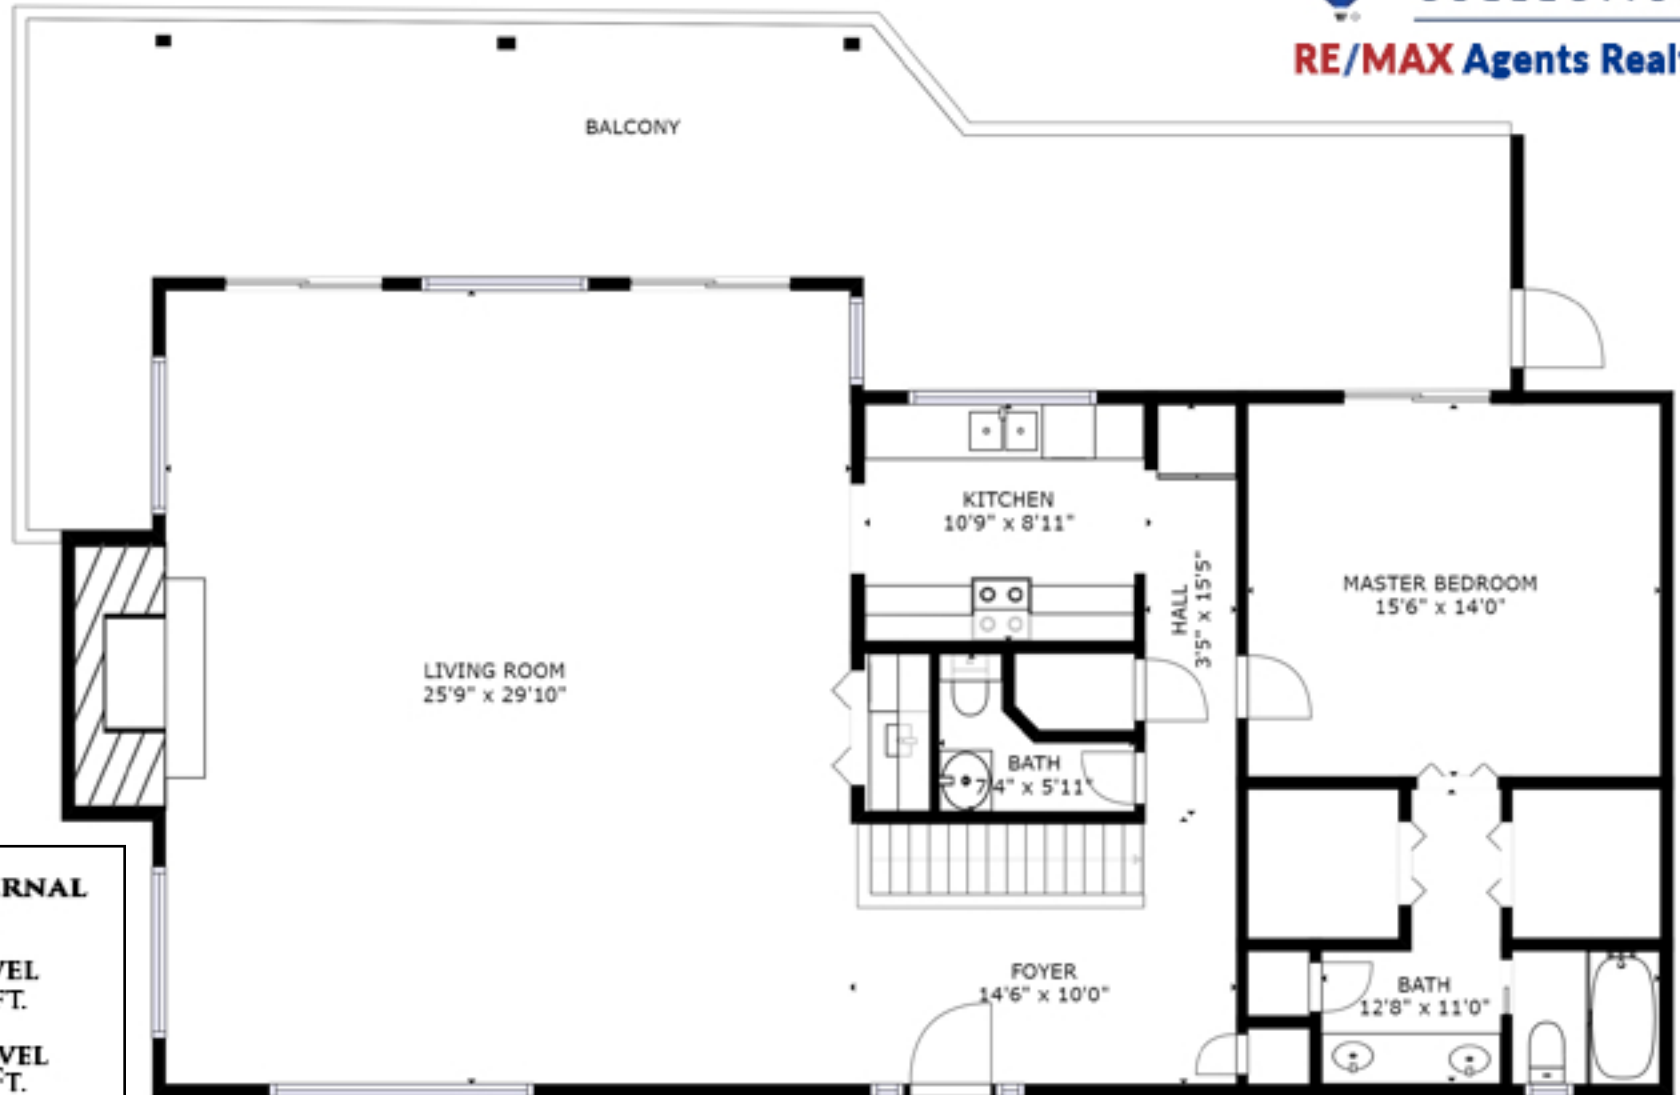 RE/MAX Agents Real
BALCONY
KITCHEN
10'9" x 8'11"
HALL
3'5" x 15'5"
MASTER BEDROOM
15'6" x 14'0"
LIVING ROOM
25'9" x 29'10"
BATH
7'4" x 5'11"
RNAL
VEL
FT.
VEL
FT.
FOYER
14'6" x 10'0"
BATH
12'8" x 11'0"